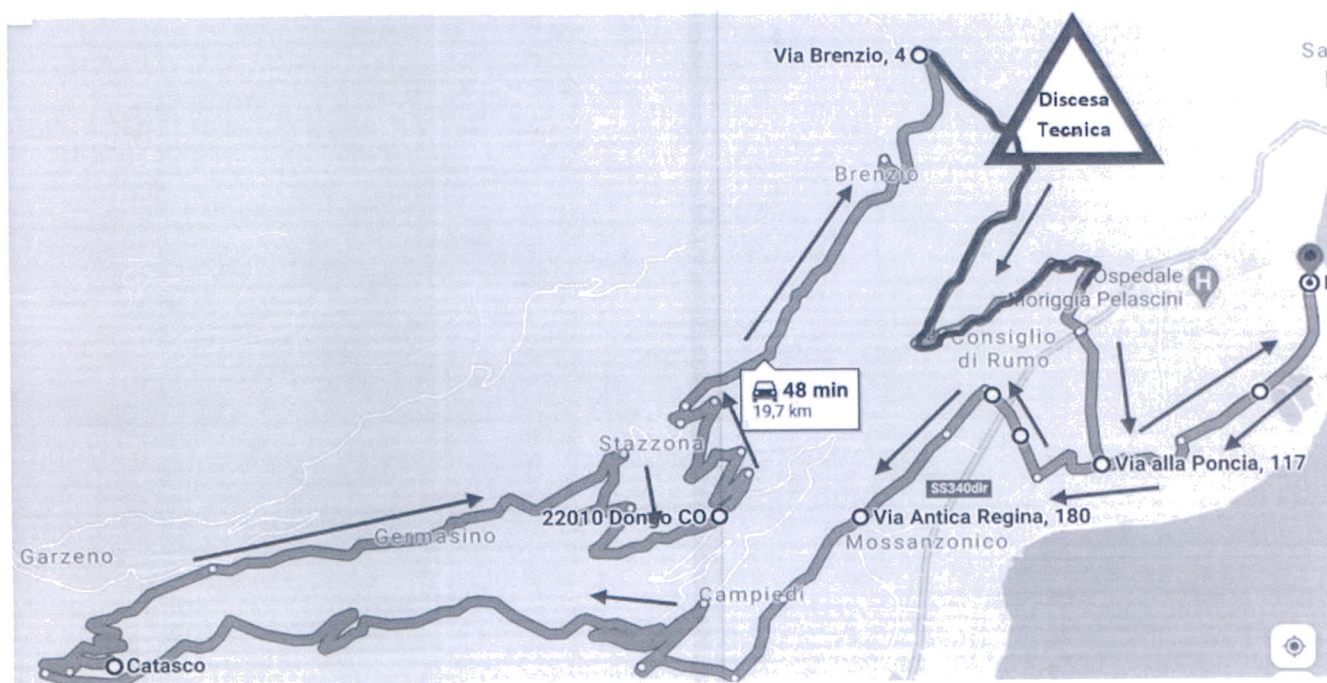 Via Brenzio, 4
Discesa
Tecnica
Sa
Brenzio
Ospedale
Moriggia Pelascini
H
Consiglio
di Rumo
48 min
19,7 km
Stazzona
Via alla Poncia, 117
SS340dir
22010 Dongo CO
Via Antica Regina, 180
Mossanzonico
Germasino
Garzeno
Campiedi
Catasco